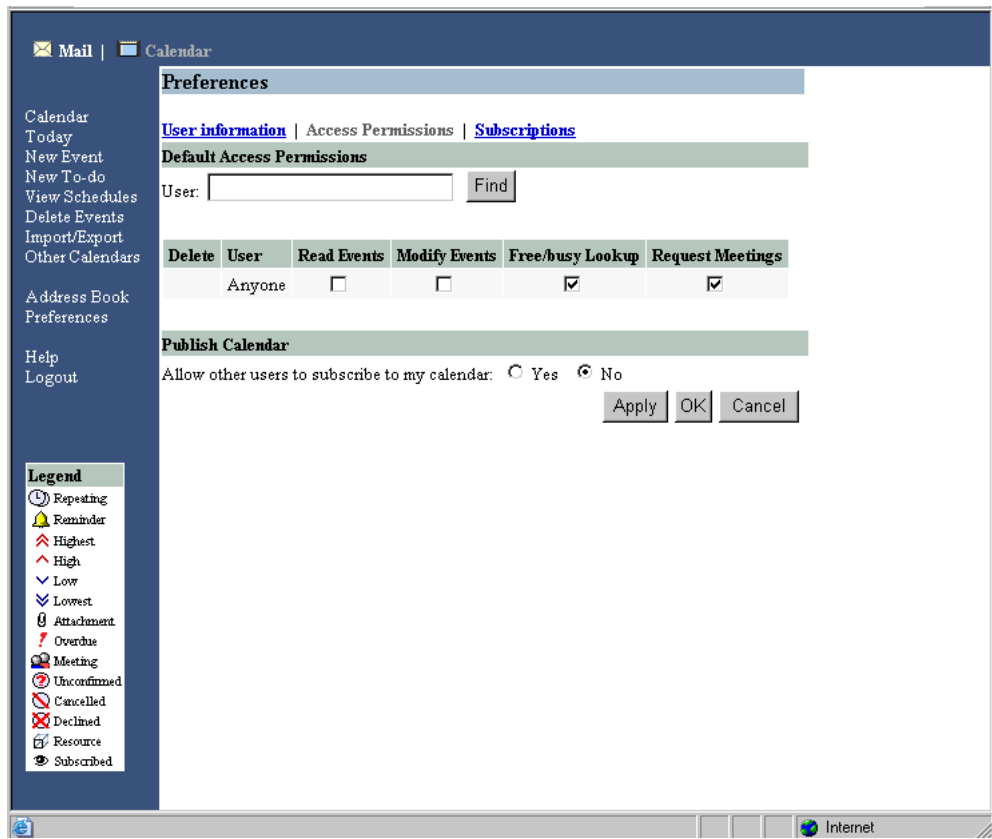 Mail | Calendar
Preferences
Calendar
Today
New Event
New To-do
View Schedules
Delete Events
Import/Export
Other Calendars
Address Book
Preferences
Help
Logout
User information | Access Permissions | Subscriptions
Default Access Permissions
User: Find
Delete User Read Events Modify Events Free/busy Lookup Request Meetings
Anyone
Publish Calendar
Allow other users to subscribe to my calendar: Yes No
Apply OK Cancel
Legend
Repeating
Reminder
Highest
High
Low
Lowest
Attachment
Overdue
Meeting
Unconfirmed
Cancelled
Declined
Resource
Subscribed
Internet